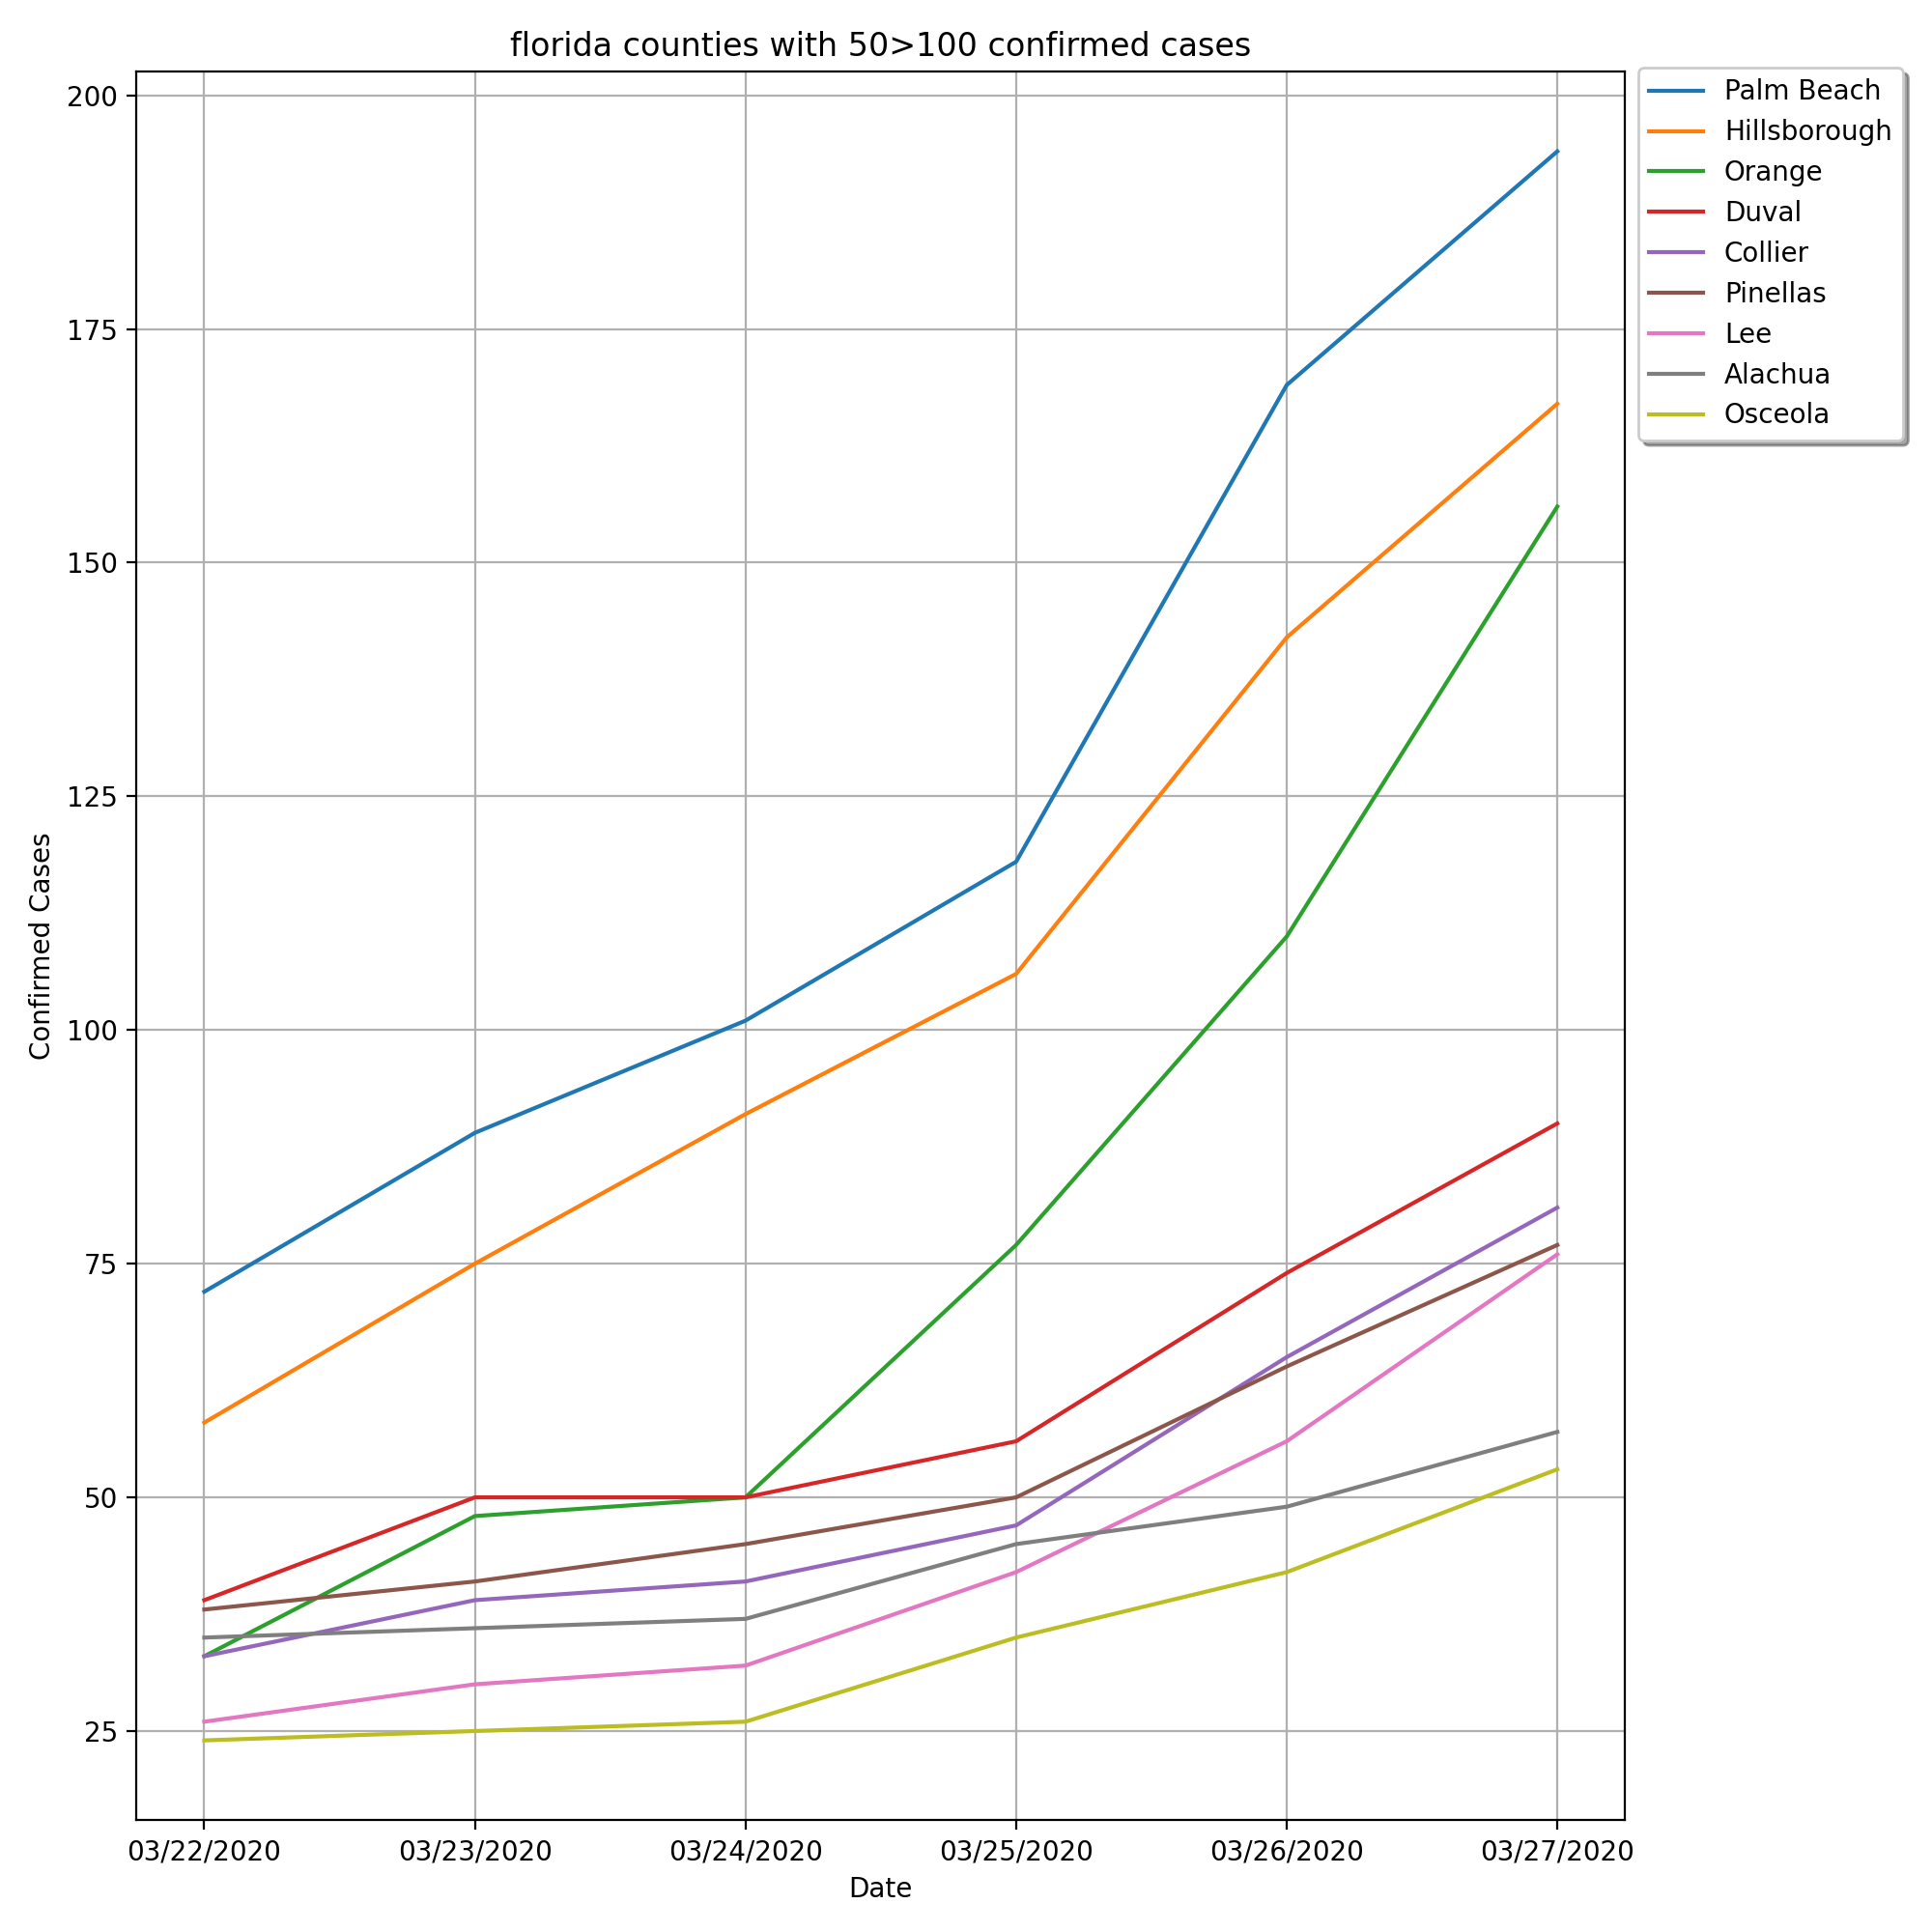 florida counties with 50>100 confirmed cases
200
175
150
125
100
75
50
25
Confirmed Cases
03/22/2020
03/23/2020
03/24/2020
03/25/2020
03/26/2020
03/27/2020
Date
Palm Beach
Hillsborough
Orange
Duval
Collier
Pinellas
Lee
Alachua
Osceola